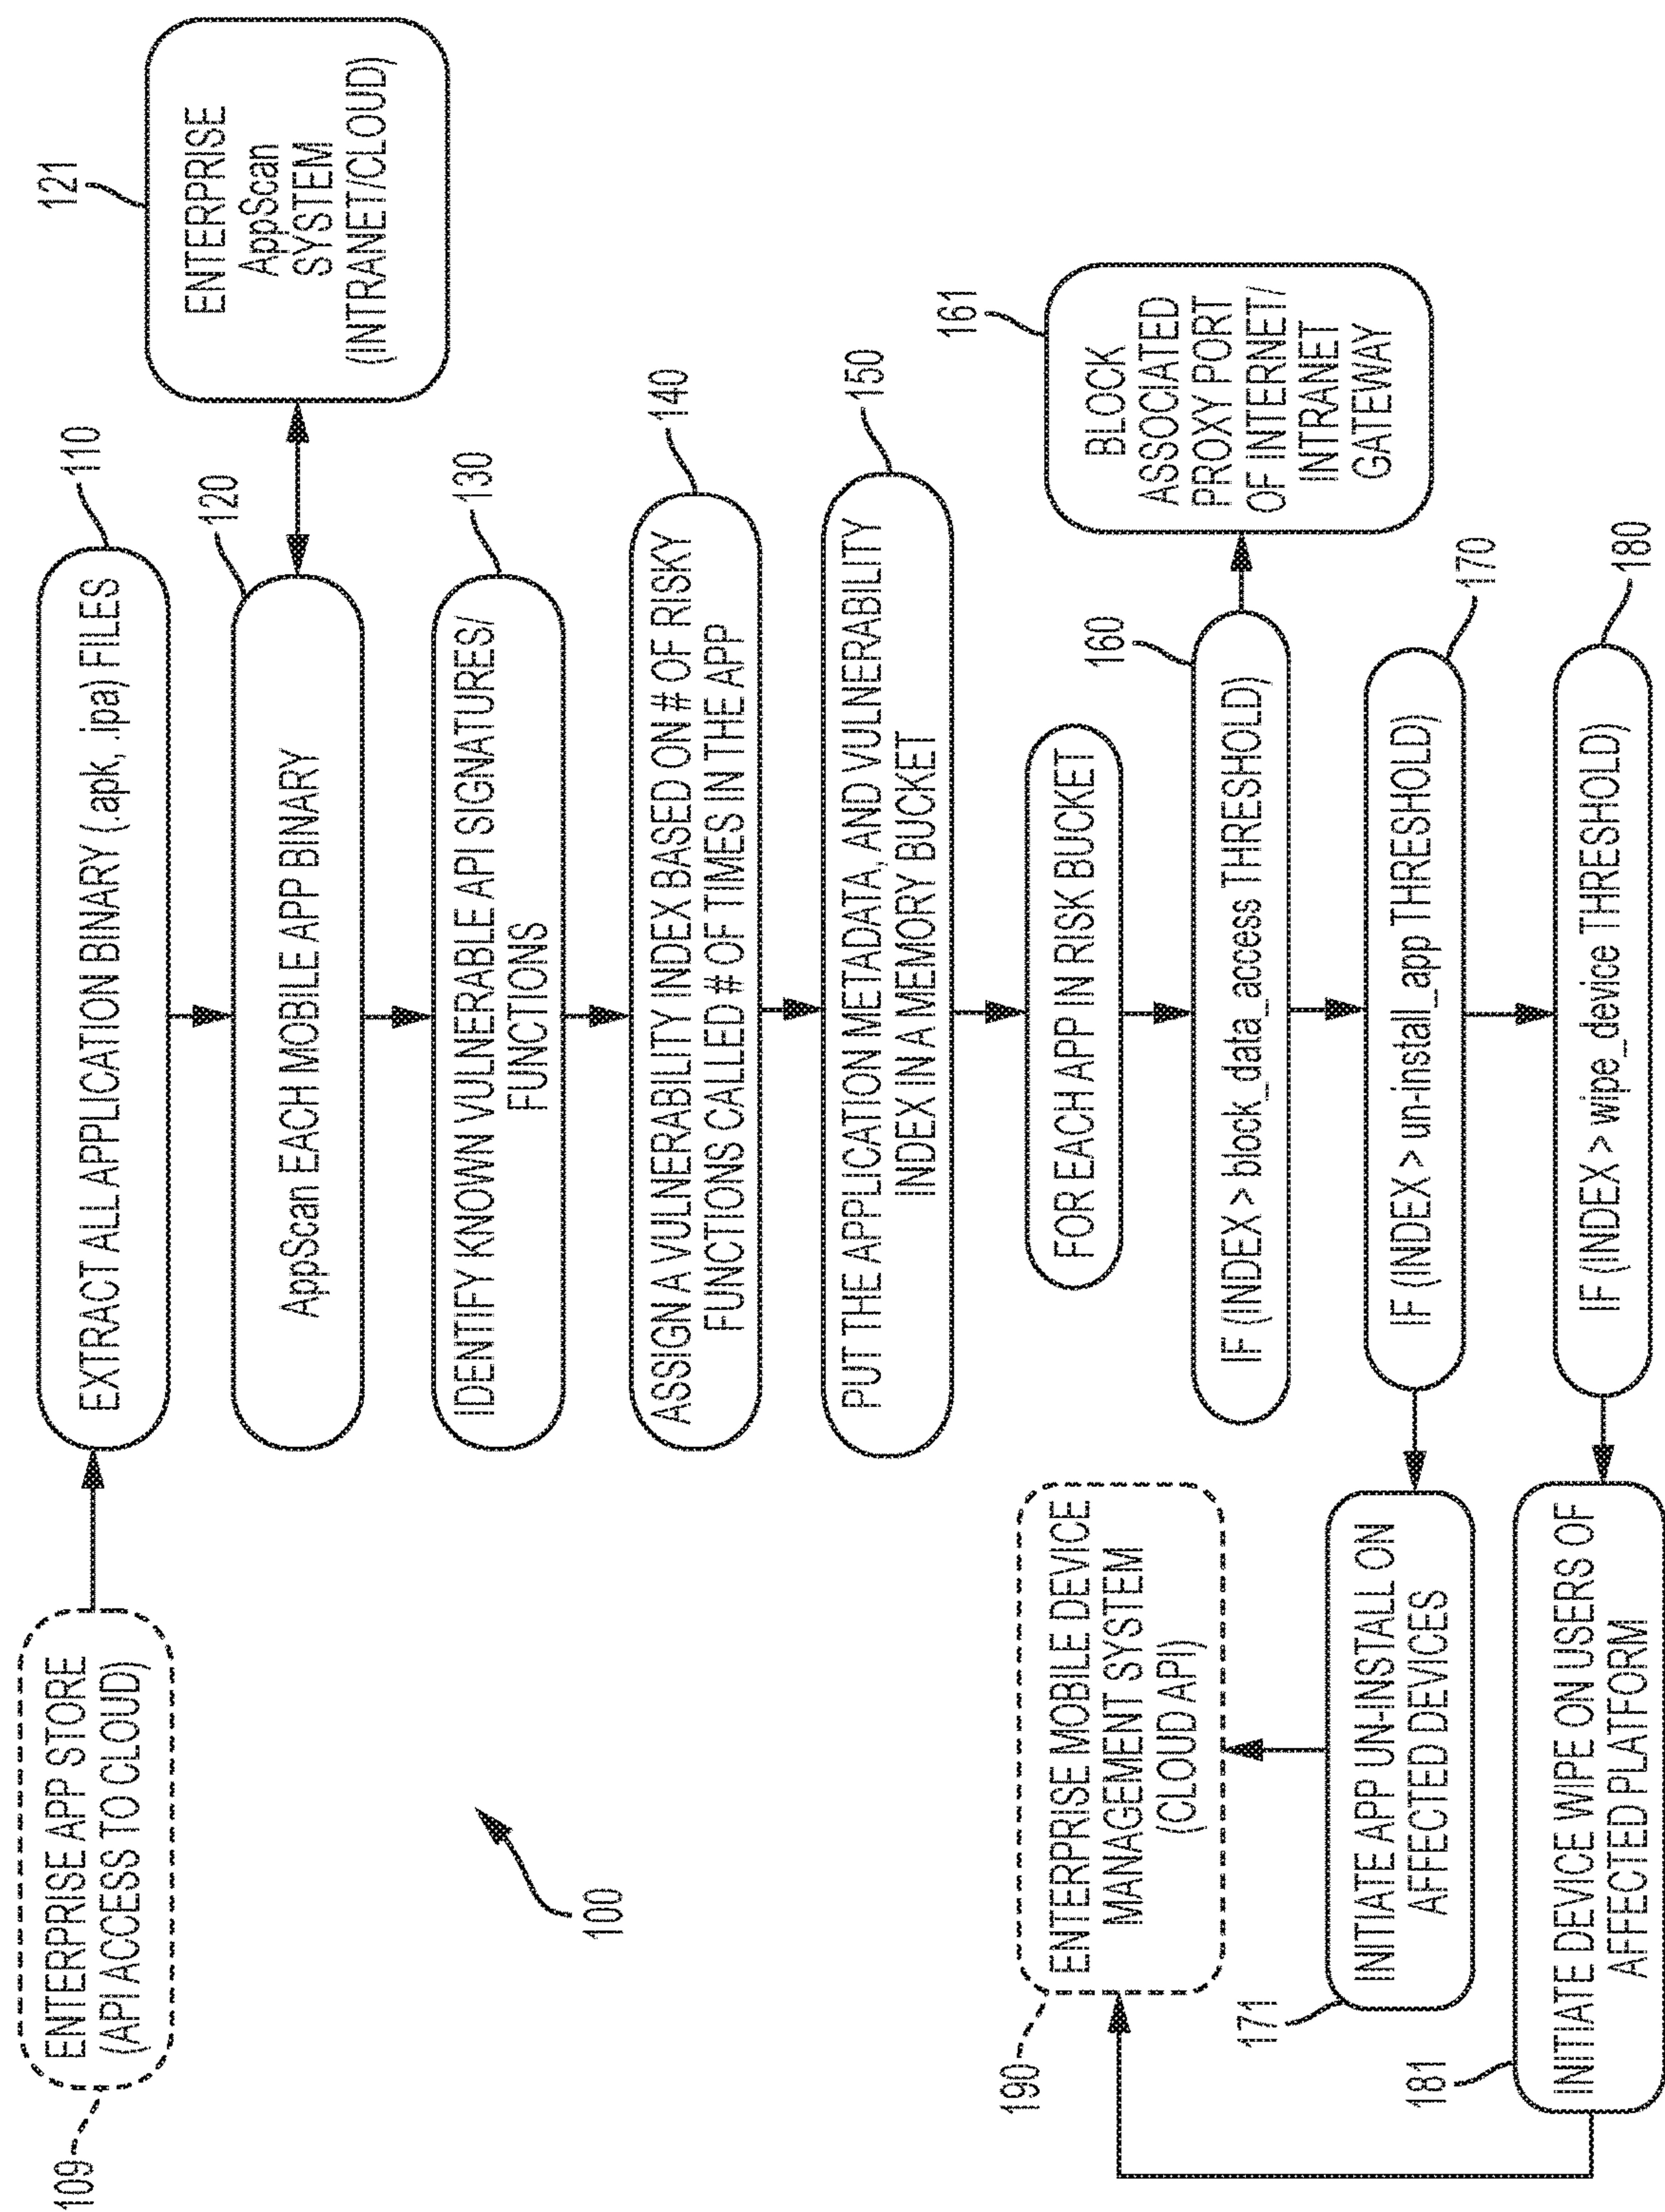 109
ENTERPRISE APP STORE
(API ACCESS TO CLOUD)
110
EXTRACT ALL APPLICATION BINARY (.apk, .ipa) FILES
120
AppScan EACH MOBILE APP BINARY
121
ENTERPRISE
AppScan
SYSTEM
(INTRANET/CLOUD)
130
IDENTIFY KNOWN VULNERABLE API SIGNATURES/
FUNCTIONS
140
ASSIGN A VULNERABILITY INDEX BASED ON # OF RISKY
FUNCTIONS CALLED # OF TIMES IN THE APP
100
150
PUT THE APPLICATION METADATA, AND VULNERABILITY
INDEX IN A MEMORY BUCKET
FOR EACH APP IN RISK BUCKET
160
IF (INDEX > block_data_access THRESHOLD)
161
BLOCK
ASSOCIATED
PROXY PORT
OF INTERNET/
INTRANET
GATEWAY
190
ENTERPRISE MOBILE DEVICE
MANAGEMENT SYSTEM
(CLOUD API)
170
IF (INDEX > un-install_app THRESHOLD)
171
INITIATE APP UN-INSTALL ON
AFFECTED DEVICES
180
IF (INDEX > wipe_device THRESHOLD)
181
INITIATE DEVICE WIPE ON USERS OF
AFFECTED PLATFORM